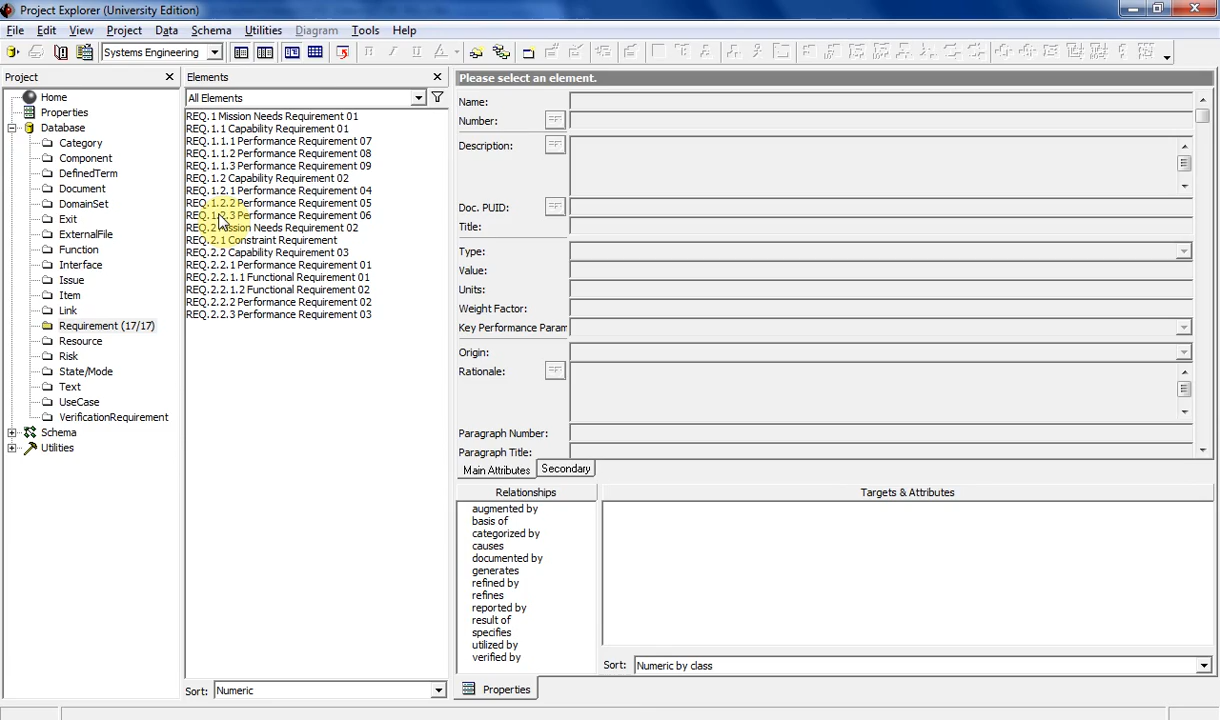 Project Explorer (University Edition)
File Edit View Project Data Schema Utilities Diagram Tools Help
Systems Engineering
Project
Home
Properties
Database
Category
Component
DefinedTerm
Document
DomainSet
Exit
ExternalFile
Function
Interface
Issue
Item
Link
Requirement (17/17)
Resource
Risk
State/Mode
Text
UseCase
VerificationRequirement
Schema
Utilities
Elements
All Elements
REQ.1 Mission Needs Requirement 01
REQ.1.1 Capability Requirement 01
REQ.1.1.1 Performance Requirement 07
REQ.1.1.2 Performance Requirement 08
REQ.1.1.3 Performance Requirement 09
REQ.1.2 Capability Requirement 02
REQ.1.2.1 Performance Requirement 04
REQ.1.2.2 Performance Requirement 05
REQ.1.2.3 Performance Requirement 06
REQ.2 Mission Needs Requirement 02
REQ.2.1 Constraint Requirement
REQ.2.2 Capability Requirement 03
REQ.2.2.1 Performance Requirement 01
REQ.2.2.1.1 Functional Requirement 01
REQ.2.2.1.2 Functional Requirement 02
REQ.2.2.2 Performance Requirement 02
REQ.2.2.3 Performance Requirement 03
Sort: Numeric
Please select an element.
Name:
Number:
Description:
Doc. PUID:
Title:
Type:
Value:
Units:
Weight Factor:
Key Performance Param
Origin:
Rationale:
Paragraph Number:
Paragraph Title:
Main Attributes Secondary
Relationships
augmented by
basis of
categorized by
causes
documented by
generates
refined by
refines
reported by
result of
specifies
utilized by
verified by
Targets & Attributes
Sort: Numeric by class
Properties